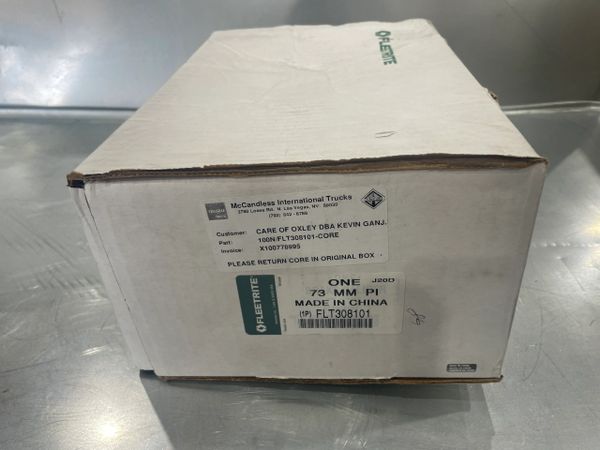 FLEETRITE
McCandless International Trucks
Customer: CARE OF OXLEY DBA KEVIN GANJ.
Part: 100N/FLT308101-CORE
Invoice: X100778995
PLEASE RETURN CORE IN ORIGINAL BOX
FLEETRITE
ONE J20D
73 MM PI
MADE IN CHINA
(1P) FLT308101